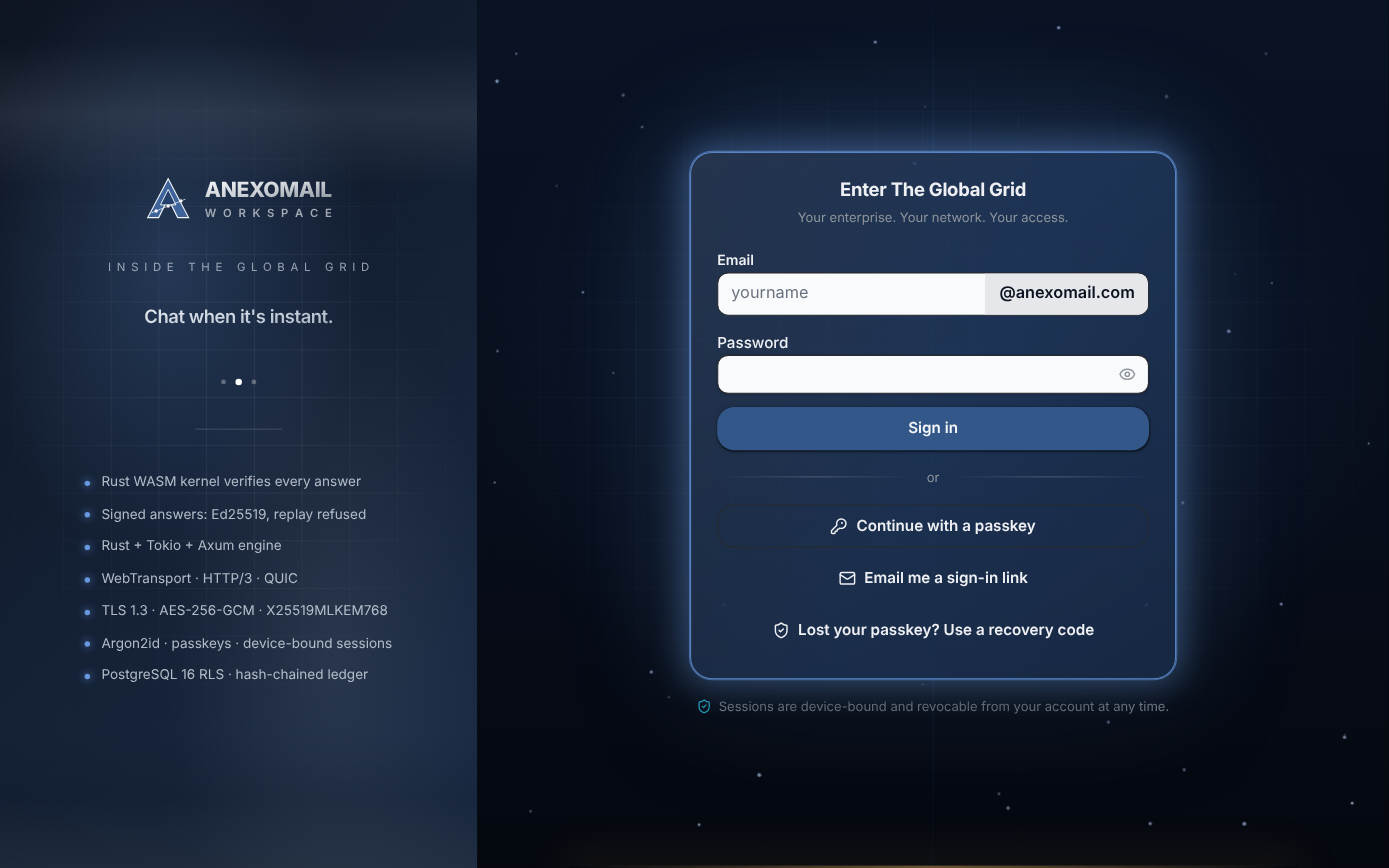 ANEXOMAIL
WORKSPACE
INSIDE THE GLOBAL GRID
Chat when it's instant.
Rust WASM kernel verifies every answer
Signed answers: Ed25519, replay refused
Rust + Tokio + Axum engine
WebTransport · HTTP/3 · QUIC
TLS 1.3 · AES-256-GCM · X25519MLKEM768
Argon2id · passkeys · device-bound sessions
PostgreSQL 16 RLS · hash-chained ledger
Enter The Global Grid
Your enterprise. Your network. Your access.
Email
yourname @anexomail.com
Password
Sign in
or
Continue with a passkey
Email me a sign-in link
Lost your passkey? Use a recovery code
Sessions are device-bound and revocable from your account at any time.